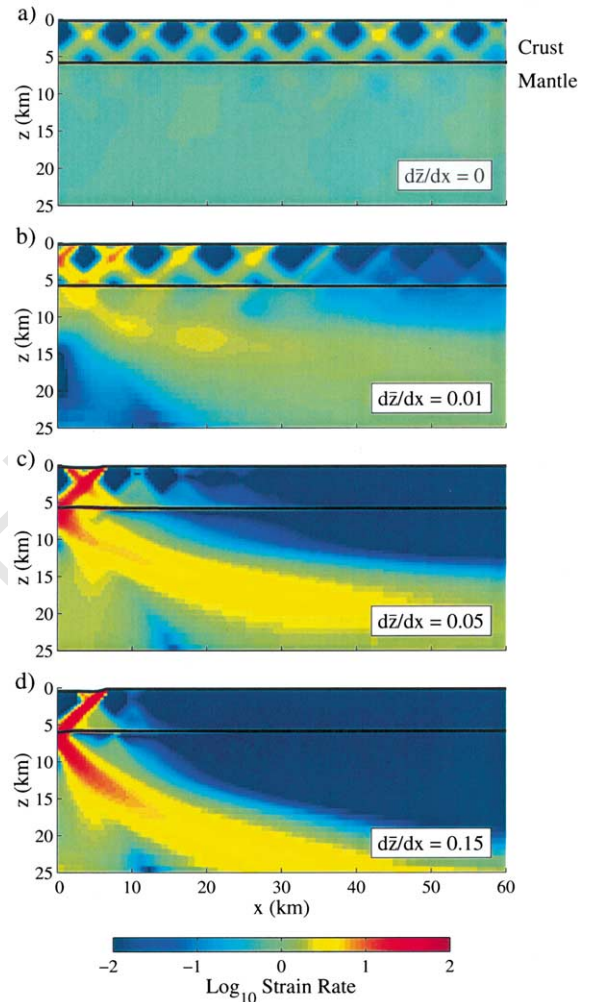 a)
0
5
10
15
20
25
z (km)
Crust
Mantle
dz̄/dx = 0
b)
0
5
10
15
20
25
z (km)
dz̄/dx = 0.01
c)
0
5
10
15
20
25
z (km)
dz̄/dx = 0.05
d)
0
5
10
15
20
25
z (km)
dz̄/dx = 0.15
0 10 20 30 40 50 60
x (km)
−2 −1 0 1 2
Log₁₀ Strain Rate